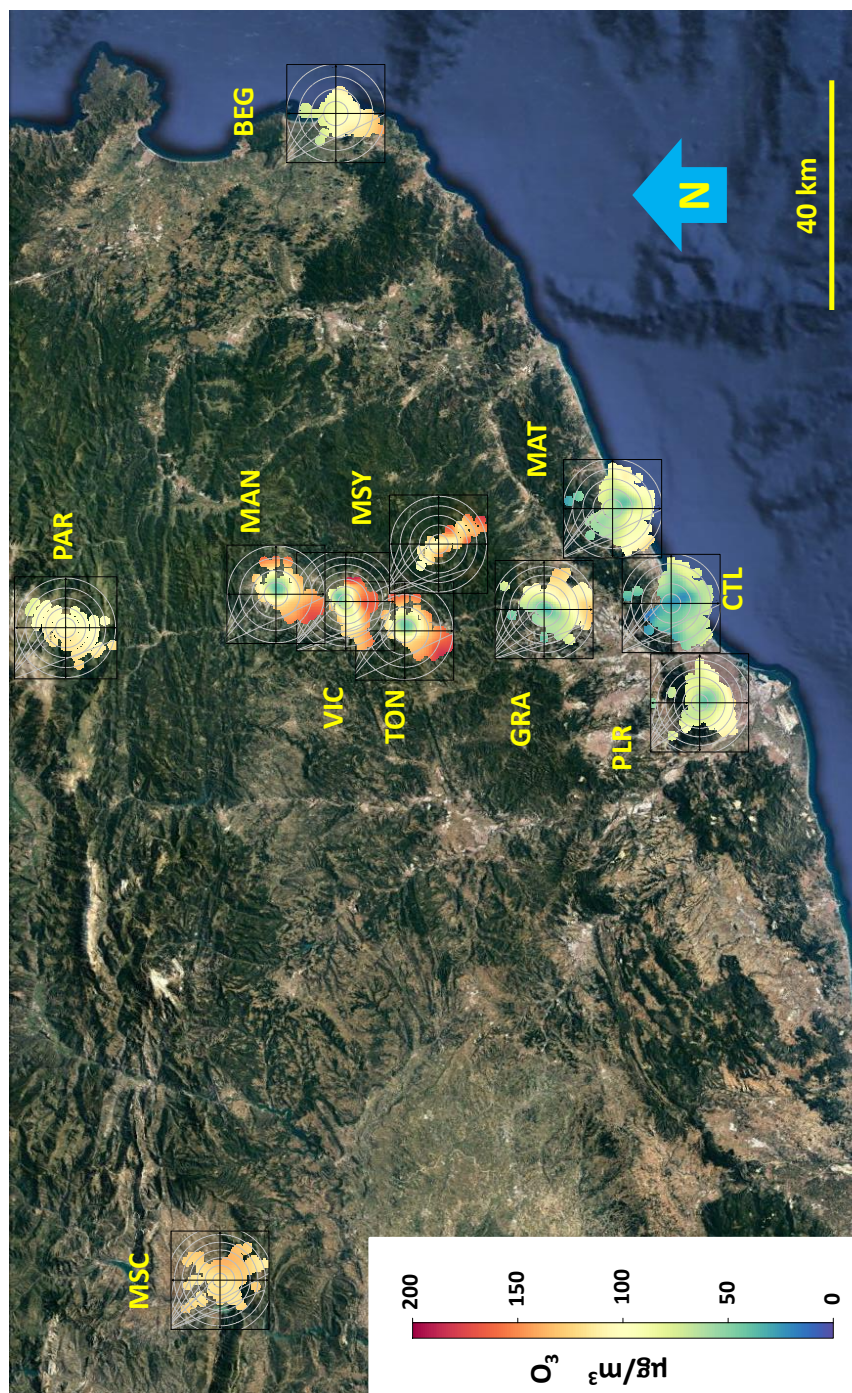 PAR
BEG
MAN
MSY
VIC
TON
MAT
GRA
CTL
PLR
MSC
N
40 km
O₃
µg/m³
200
150
100
50
0